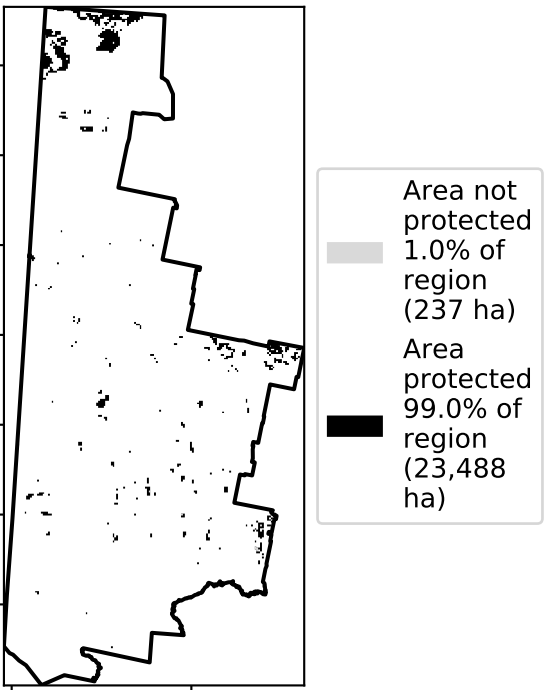 Area not
protected
1.0% of
region
(237 ha)
Area
protected
99.0% of
region
(23,488
ha)